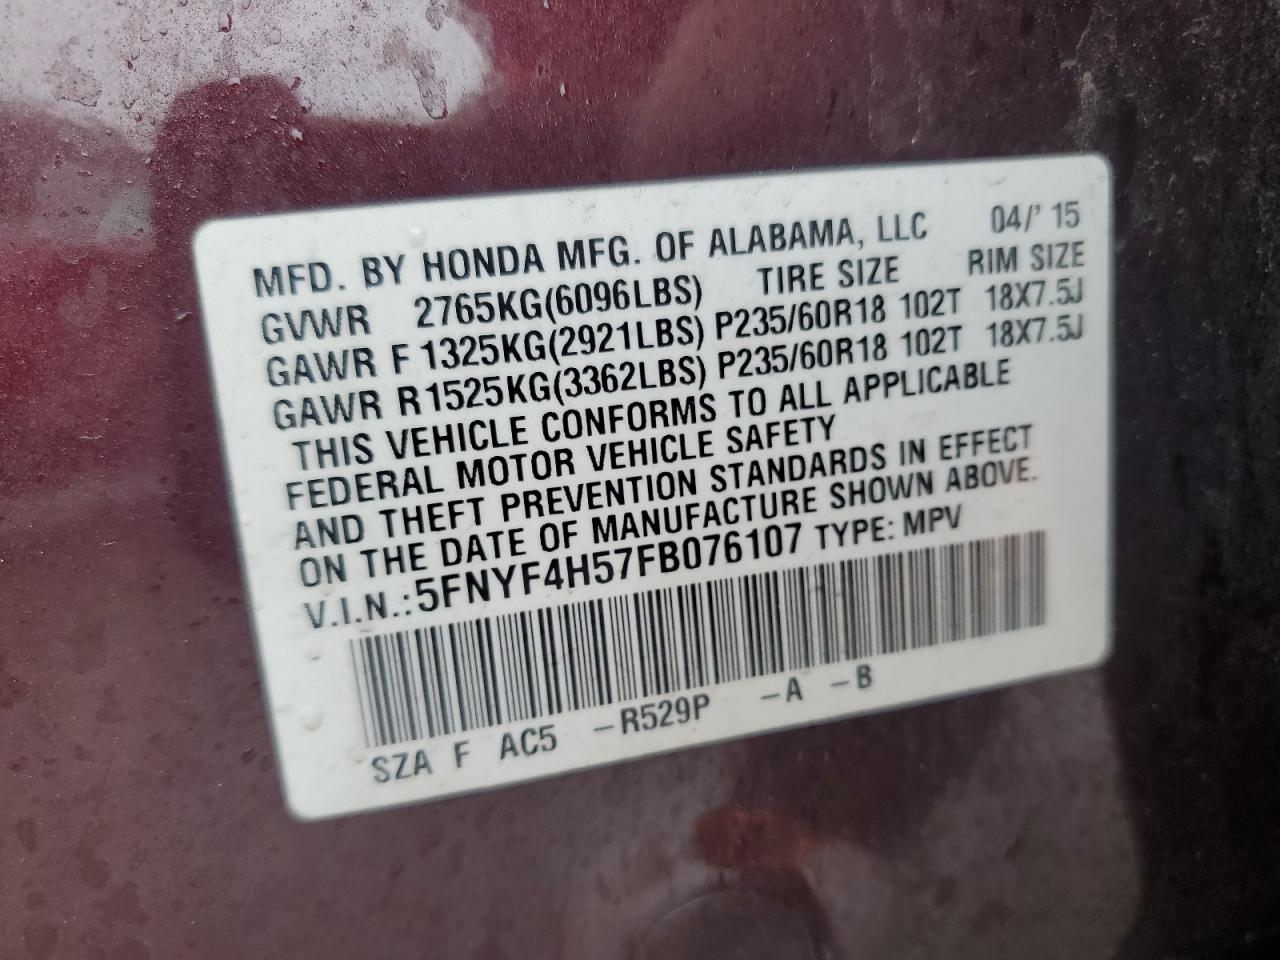 MFD. BY HONDA MFG. OF ALABAMA, LLC 04/' 15
GVWR 2765KG(6096LBS) TIRE SIZE RIM SIZE
GAWR F 1325KG(2921LBS) P235/60R18 102T 18X7.5J
GAWR R1525KG(3362LBS) P235/60R18 102T 18X7.5J
THIS VEHICLE CONFORMS TO ALL APPLICABLE
FEDERAL MOTOR VEHICLE SAFETY
AND THEFT PREVENTION STANDARDS IN EFFECT
ON THE DATE OF MANUFACTURE SHOWN ABOVE.
V.I.N.:5FNYF4H57FB076107 TYPE: MPV
SZA F AC5 -R529P -A -B